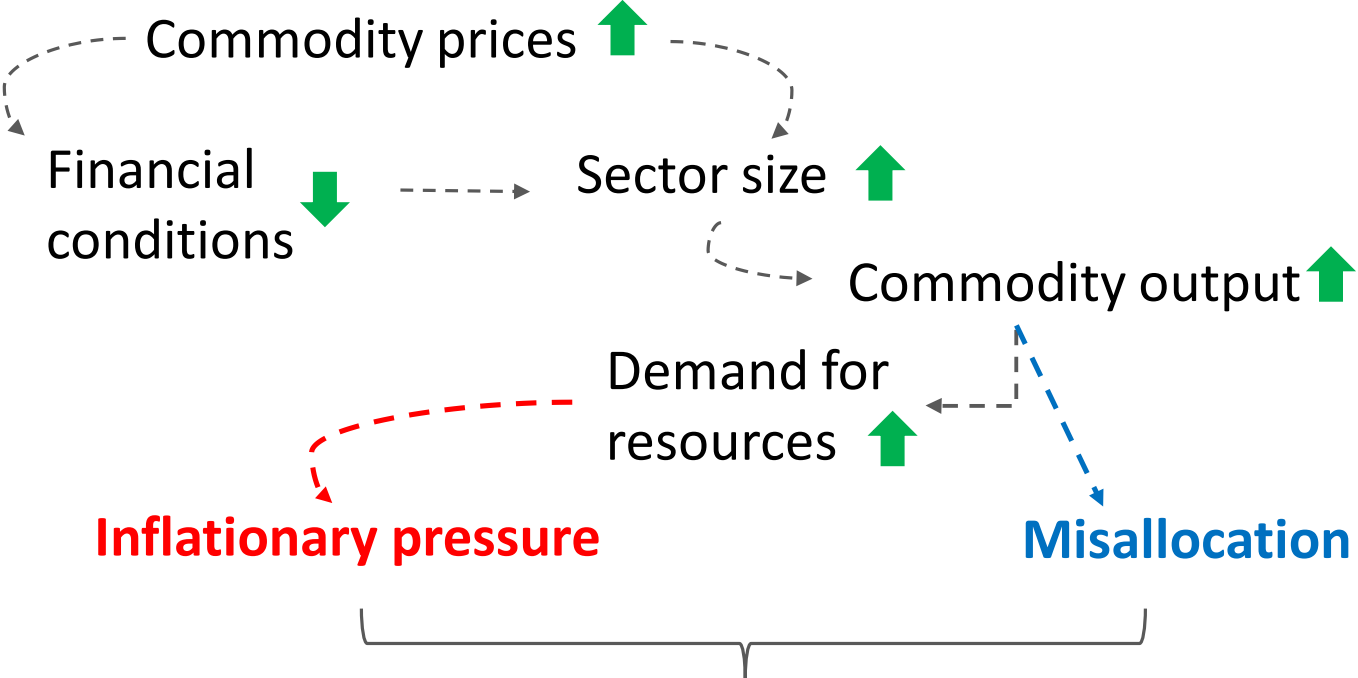 Commodity prices
Financial
conditions
Sector size
Commodity output
Demand for
resources
Inflationary pressure
Misallocation